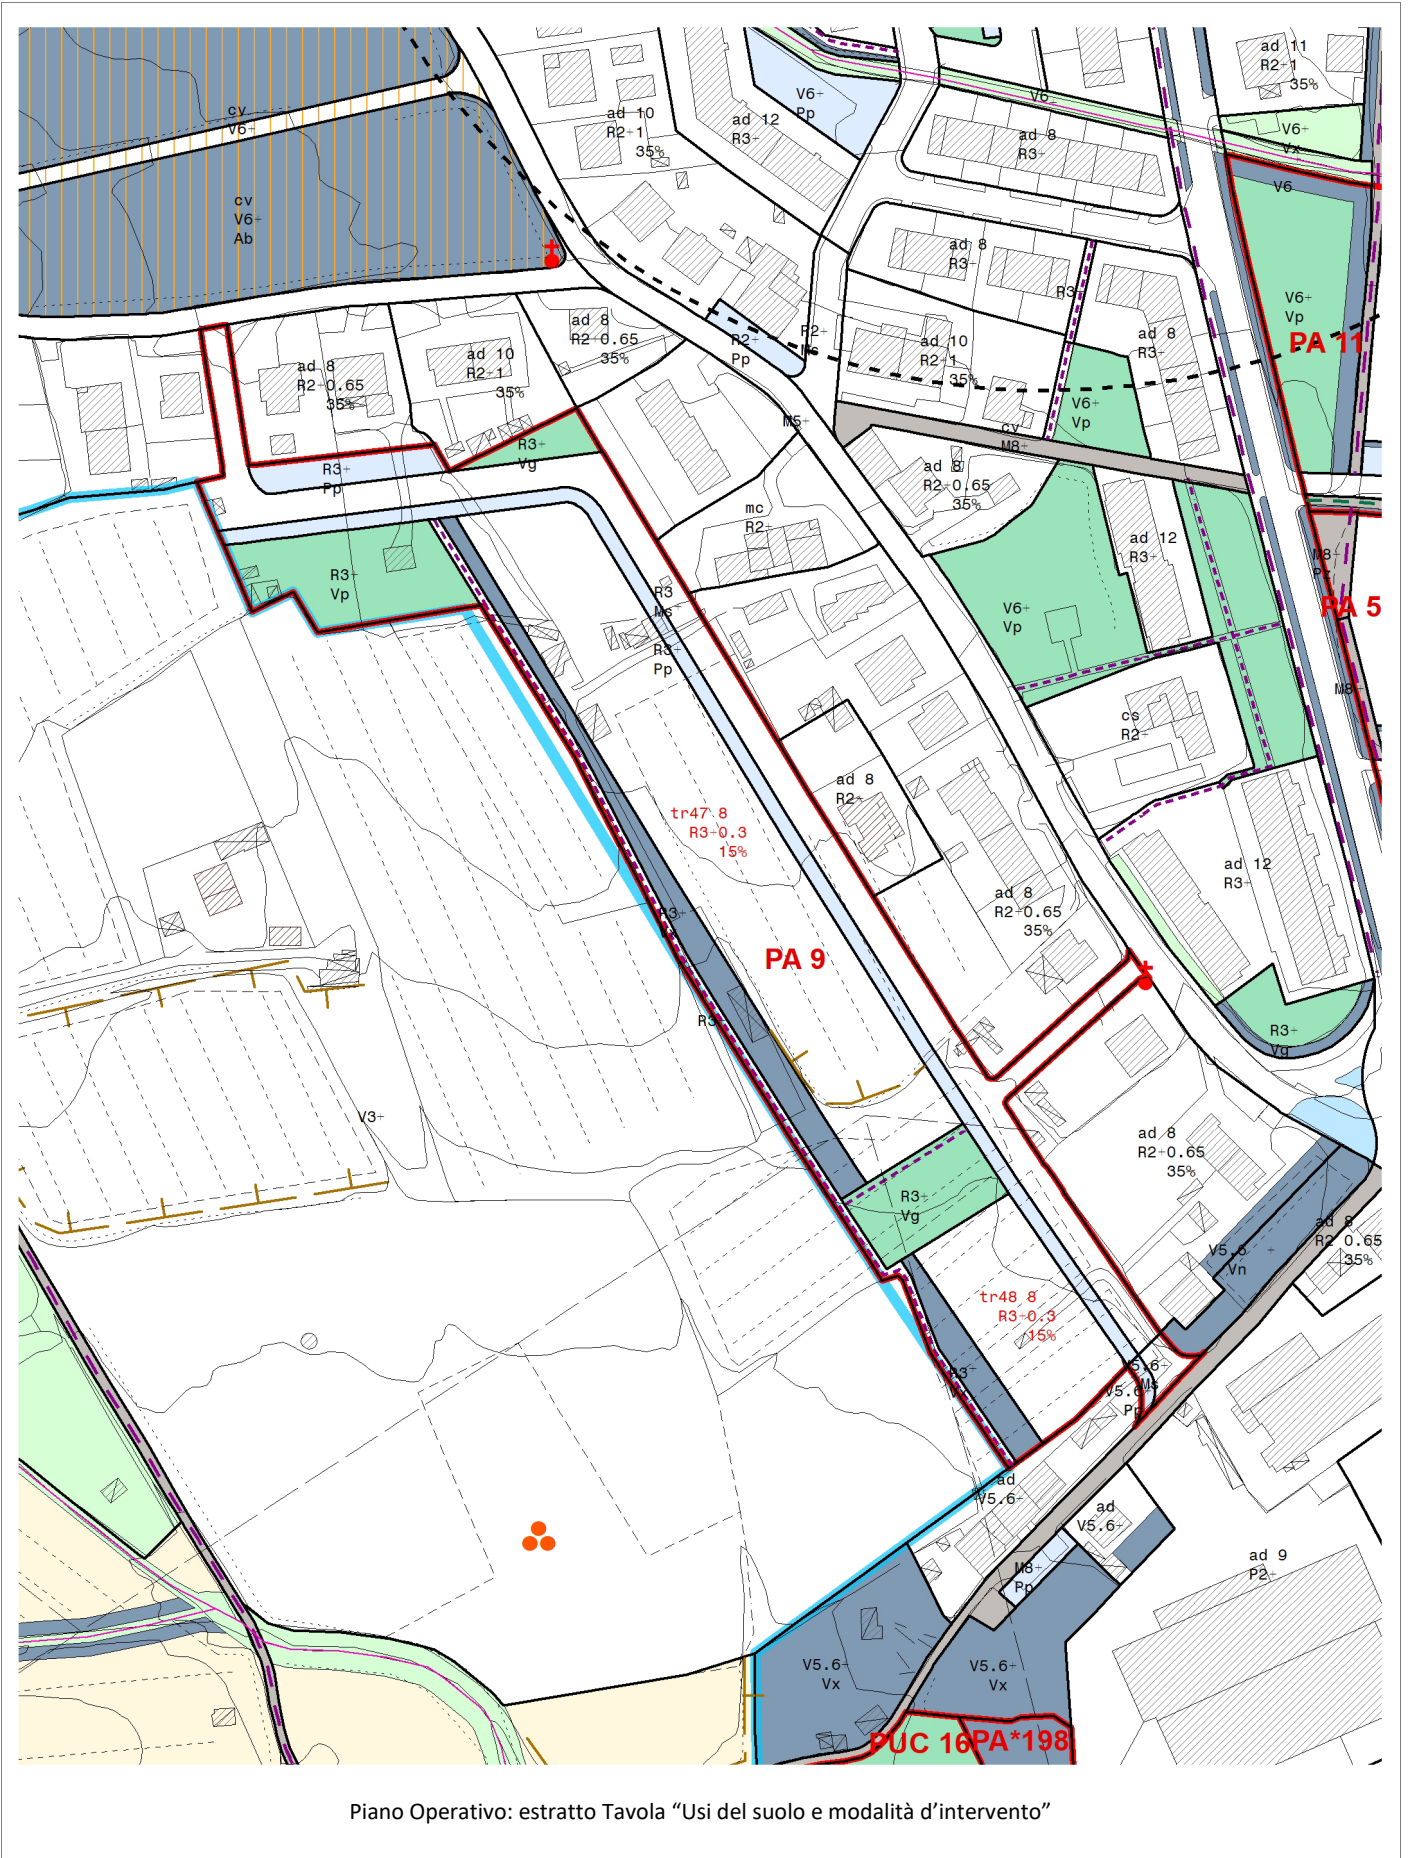 ad 11
R2+1
35%
V6+
Pp
V6+
ad 10
R2+1
35%
ad 12
R3+
ad 8
R3+
V6+
Vx
cv
V6+
V6
cv
V6+
Ab
ad 8
R3+
R3+
V6+
Vp
PA 11
ad 8
R2+0.65
35%
R2+
Pp
R2+
Ms
ad 10
R2+1
35%
ad 8
R3+
ad 8
R2+0.65
35%
ad 10
R2+1
35%
V6+
Vp
M5+
cv
M8+
R3+
Vg
R3+
Pp
ad 8
R2+0.65
35%
mc
R2+
ad 12
R3+
M8+
R3+
Vp
R3
Ms
R3+
Pp
V6+
Vp
PA 5
M8
cs
R2+
ad 8
R2+
tr47 8
R3+0.3
15%
ad 12
R3+
ad 8
R2+0.65
35%
R3+
PA 9
R3
R3+
Vg
V3+
ad 8
R2+0.65
35%
R3+
Vg
ad 8
R2 0.65
35%
V5.6 +
Vn
tr48 8
R3+0.3
15%
R3+
Vx
V5.6+
Ms
V5.6+
Pp
ad
V5.6+
ad
V5.6+
M8+
Pp
ad 9
P2+
V5.6+
Vx
V5.6+
Vx
PUC 16
PA*198
Piano Operativo: estratto Tavola “Usi del suolo e modalità d’intervento”